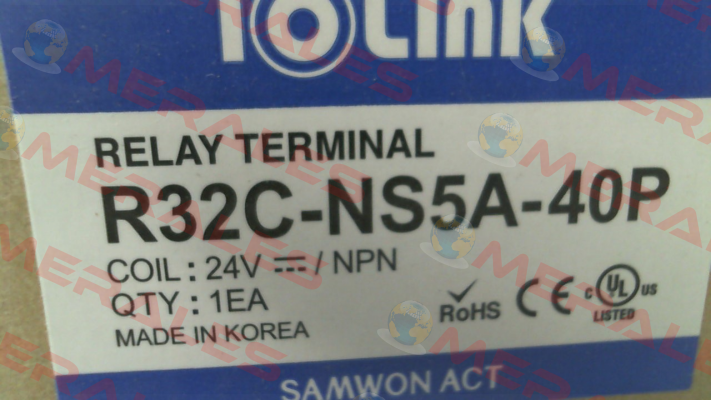 IOLINK
RELAY TERMINAL
R32C-NS5A-40P
COIL : 24V ⎓ / NPN
QTY : 1EA
MADE IN KOREA
RoHS CE c UL us
LISTED
SAMWON ACT
MERALES